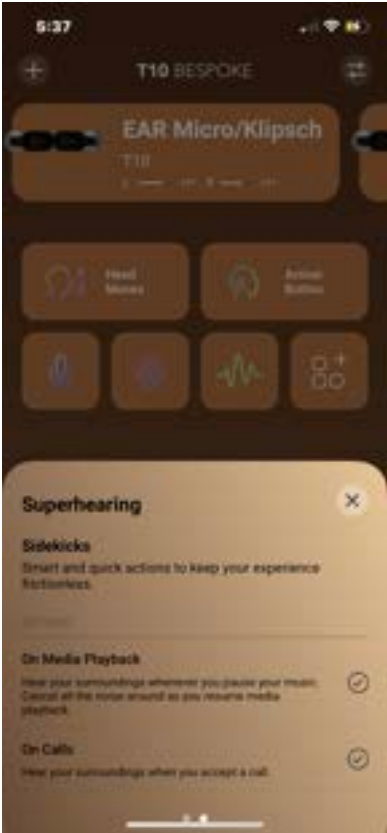 5:37
T10 BESPOKE
EAR Micro/Klipsch
T10
Head
Moves
Action
Button
Superhearing
Sidekicks
Smart and quick actions to keep your experience
frictionless.
On Media Playback
Hear your surroundings whenever you pause your music.
Cancel all the noise around as you resume media
playback.
On Calls
Hear your surroundings when you accept a call.